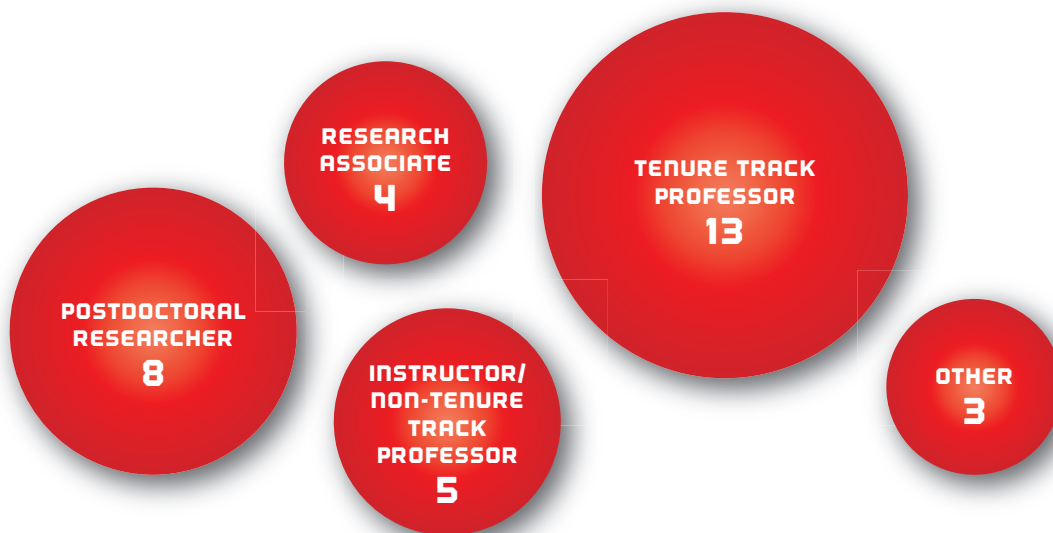 RESEARCH
ASSOCIATE
4
TENURE TRACK
PROFESSOR
13
POSTDOCTORAL
RESEARCHER
8
INSTRUCTOR/
NON-TENURE
TRACK
PROFESSOR
5
OTHER
3